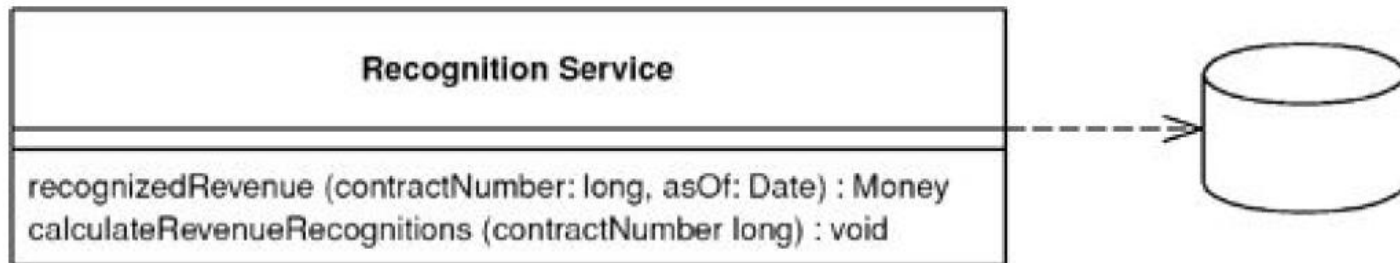 Recognition Service
recognizedRevenue (contractNumber: long, asOf: Date) : Money
calculateRevenueRecognitions (contractNumber long) : void